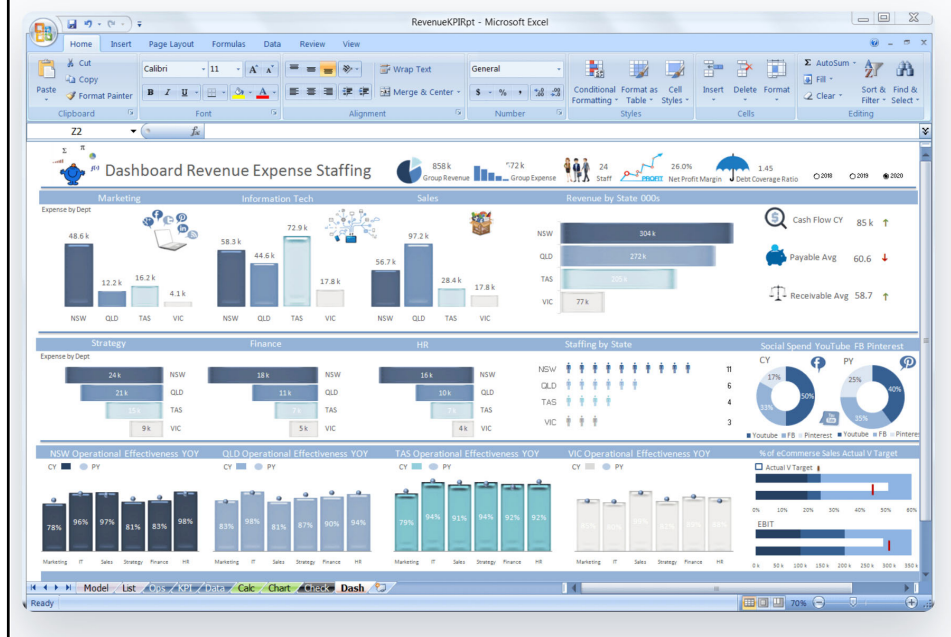 RevenueKPIRpt - Microsoft Excel
Home Insert Page Layout Formulas Data Review View
Paste
Cut
Copy
Format Painter
Clipboard
Calibri 11
B I U
Font
Wrap Text
Merge & Center
Alignment
General
$ % ,
Number
Conditional Formatting
Format as Table
Cell Styles
Styles
Insert Delete Format
Cells
Σ AutoSum
Fill
Clear
Sort & Filter
Find & Select
Editing
Z2 fx
Σ π
f(x)
Dashboard Revenue Expense Staffing
858 k
Group Revenue
Group Expense
24
Staff
PROFIT
26.0%
Net Profit Margin
1.45
Debt Coverage Ratio
2018 2019 2020
Marketing Information Tech Sales Revenue by State 000s
Expense by Dept
48.6 k 12.2 k 16.2 k 4.1 k
NSW QLD TAS VIC
58.3 k 44.6 k 72.9 k 17.8 k
NSW QLD TAS VIC
56.7 k 97.2 k 28.4 k 17.8 k
NSW QLD TAS VIC
NSW 304 k
QLD 272 k
TAS
VIC 77 k
Cash Flow CY 85 k ↑
Payable Avg 60.6 ↓
Receivable Avg 58.7 ↑
Strategy Finance HR Staffing by State Social Spend YouTube FB Pinterest
Expense by Dept
24 k NSW
21 k QLD
TAS
9 k VIC
18 k NSW
11 k QLD
TAS
5 k VIC
16 k NSW
10 k QLD
TAS
4 k VIC
NSW 11
QLD 6
TAS 4
VIC 3
CY
17% 50% 33%
PY
25% 40% 35%
Youtube FB Pinterest
Youtube FB Pinteres
NSW Operational Effectiveness YOY
CY PY
78% 96% 97% 81% 83% 98%
Marketing IT Sales Strategy Finance HR
QLD Operational Effectiveness YOY
CY PY
83% 98% 81% 87% 90% 94%
Marketing IT Sales Strategy Finance HR
TAS Operational Effectiveness YOY
CY PY
79% 94% 91% 94% 92% 92%
Marketing IT Sales Strategy Finance HR
VIC Operational Effectiveness YOY
CY PY
Marketing IT Sales Strategy Finance HR
% of eCommerce Sales Actual V Target
Actual V Target
0% 10% 20% 30% 40% 50% 60%
EBIT
0 k 50 k 100 k 150 k 200 k 250 k 300 k 350 k
Model List Ops KPI Data Calc Chart Check Dash
Ready 70%